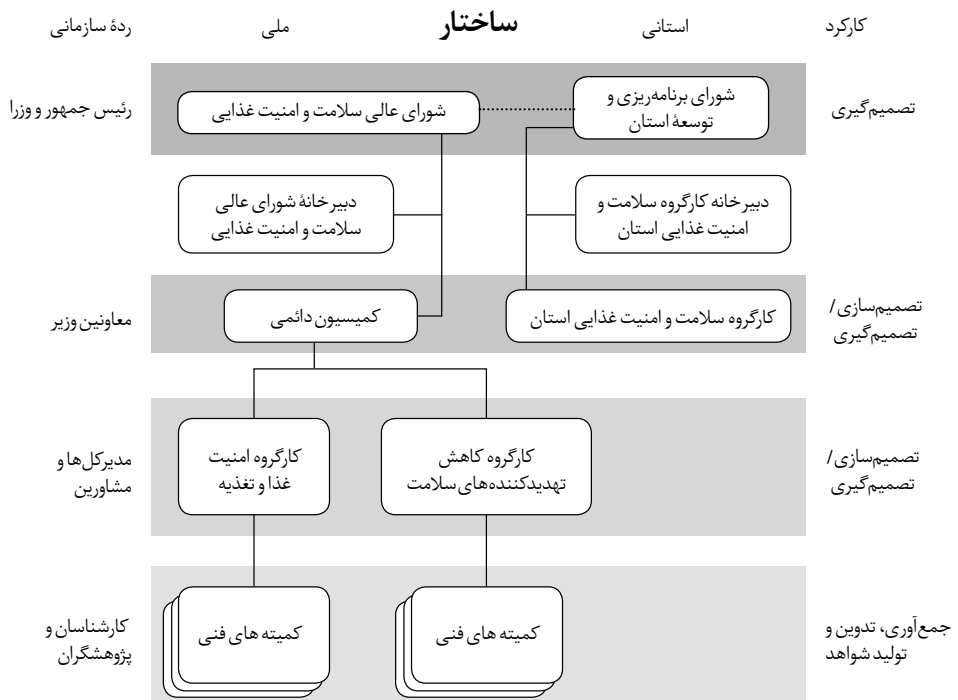 کارکرد
استانی
ساختار
ملی
ردۀ سازمانی
تصمیم‌گیری
شورای برنامه‌ریزی و
توسعۀ استان
شورای عالی سلامت و امنیت غذایی
رئیس جمهور و وزرا
دبیرخانه کارگروه سلامت و
امنیت غذایی استان
دبیرخانۀ شورای عالی
سلامت و امنیت غذایی
تصمیم‌سازی/
تصمیم‌گیری
کارگروه سلامت و امنیت غذایی استان
کمیسیون دائمی
معاونین وزیر
تصمیم‌سازی/
تصمیم‌گیری
کارگروه کاهش
تهدیدکننده‌های سلامت
کارگروه امنیت
غذا و تغذیه
مدیرکل‌ها و
مشاورین
جمع‌آوری، تدوین و
تولید شواهد
کمیته های فنی
کمیته های فنی
کارشناسان و
پژوهشگران